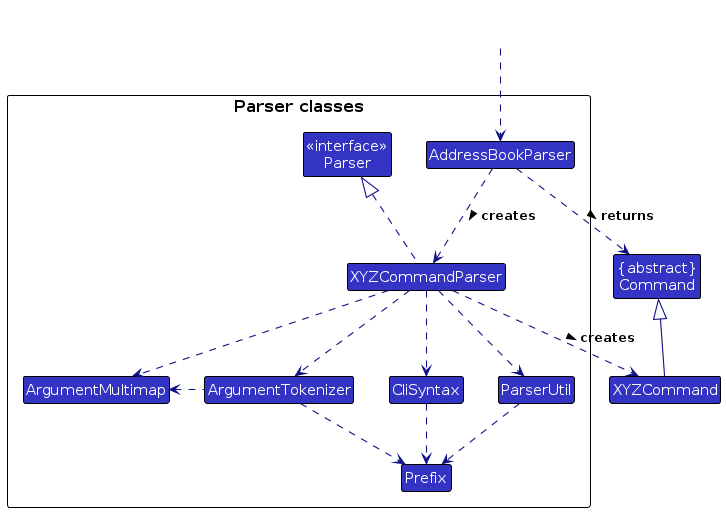 Parser classes
«interface»
Parser
AddressBookParser
creates
returns
XYZCommandParser
{abstract}
Command
creates
ArgumentMultimap
ArgumentTokenizer
CliSyntax
ParserUtil
XYZCommand
Prefix